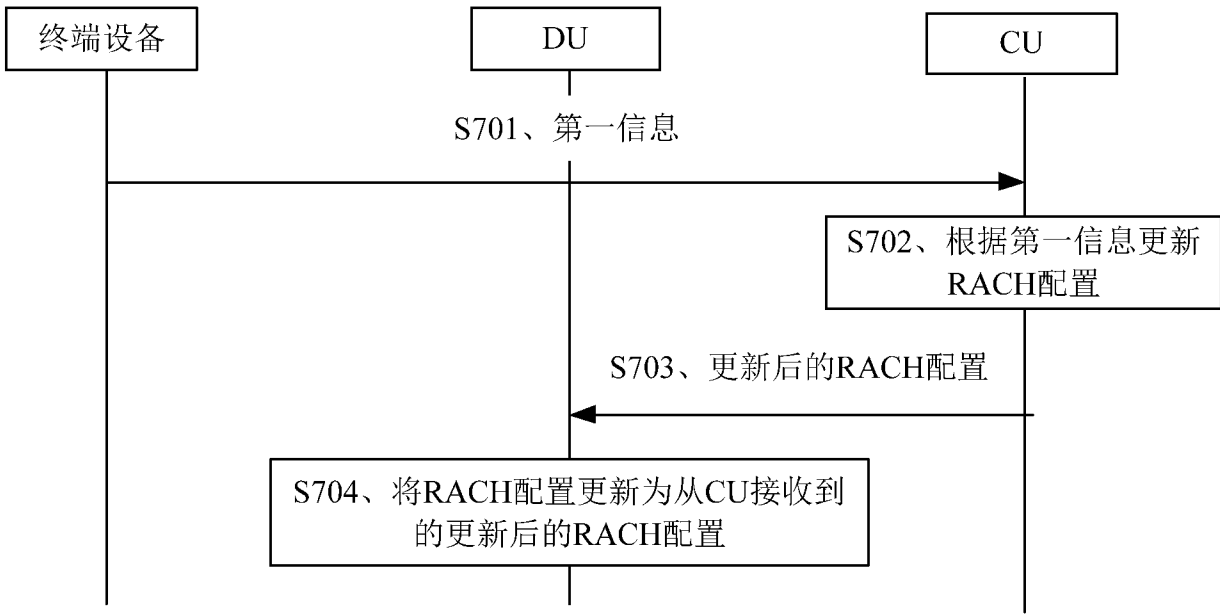 终端设备
DU
CU
S701、第一信息
S702、根据第一信息更新
RACH配置
S703、更新后的RACH配置
S704、将RACH配置更新为从CU接收到
的更新后的RACH配置